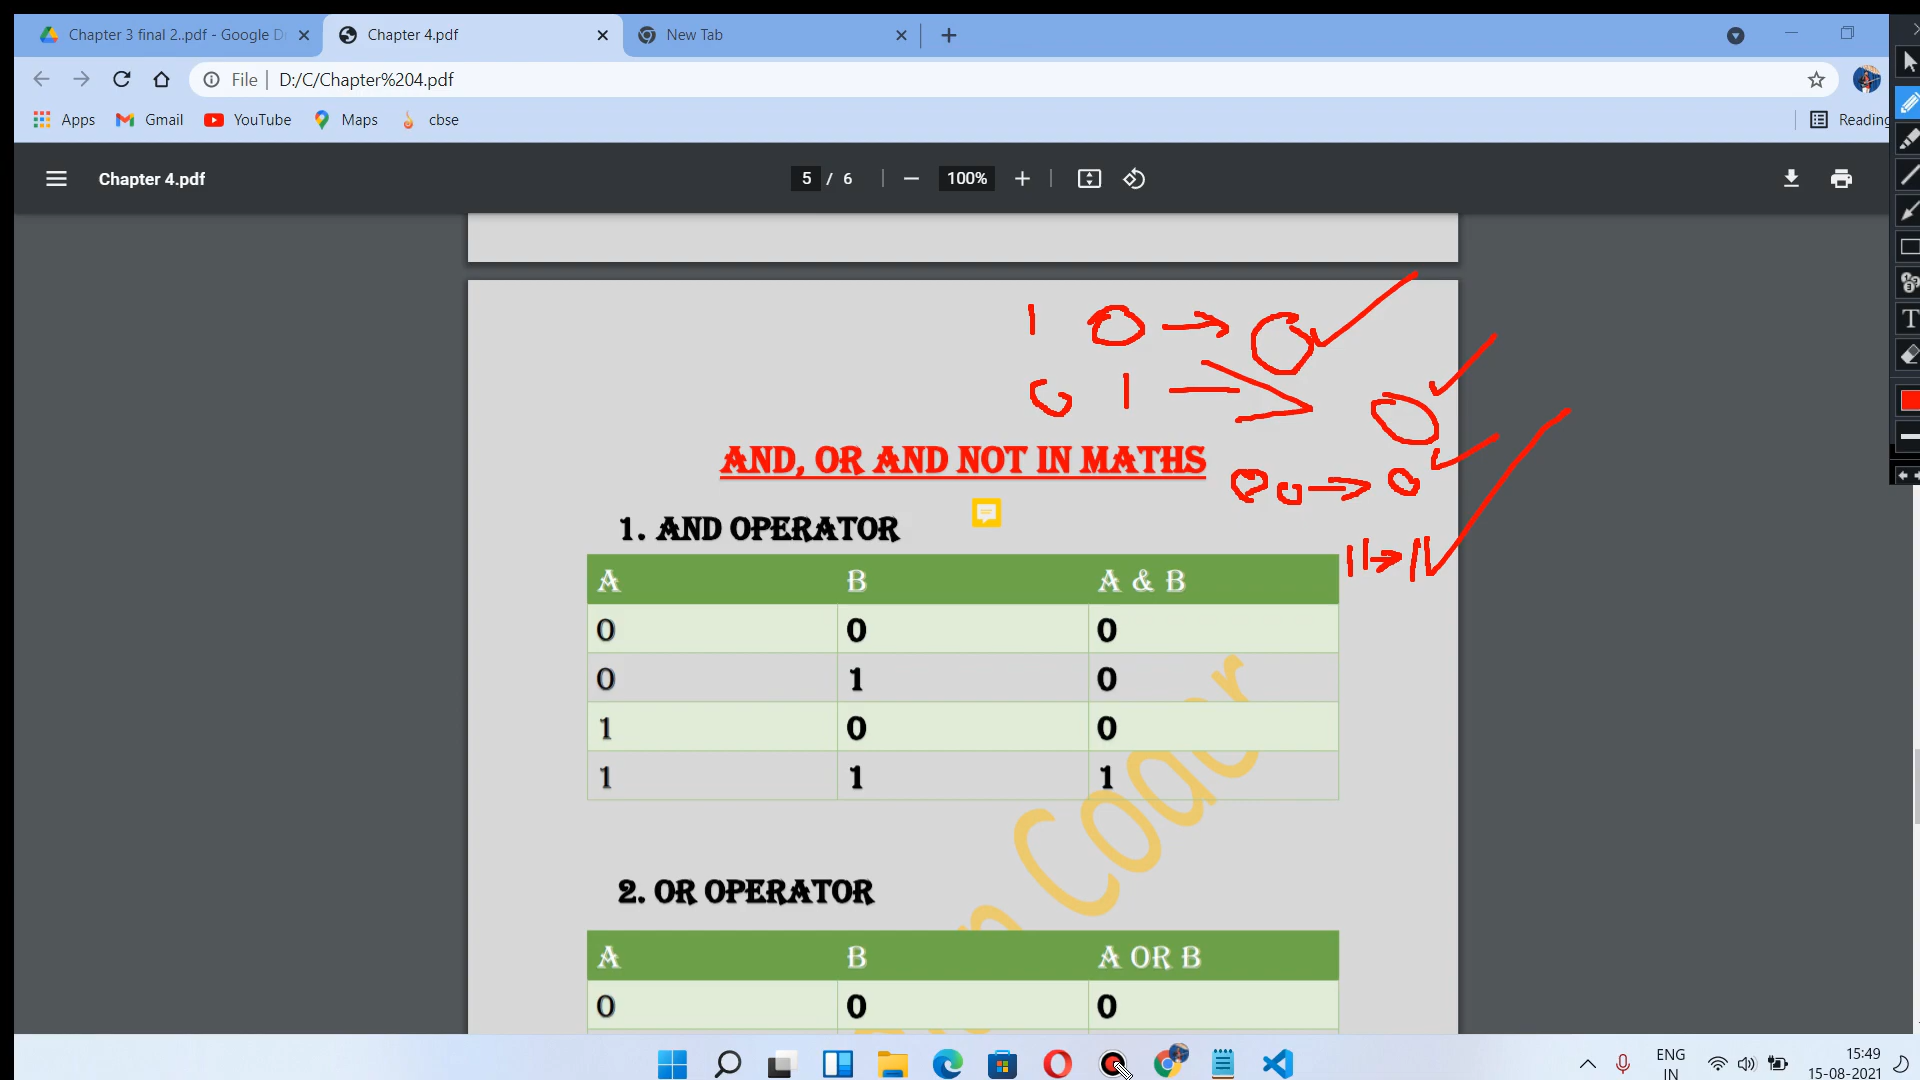 Chapter 3 final 2..pdf - Google Dr
Chapter 4.pdf
New Tab
File | D:/C/Chapter%204.pdf
Apps
Gmail
YouTube
Maps
cbse
Reading
Chapter 4.pdf
5 / 6
100%
1 0 → 0
0 1 → 0
AND, OR AND NOT IN MATHS
0 0 → 0
1. AND OPERATOR
1 1 → 1
A B A & B
0 0 0
0 1 0
1 0 0
1 1 1
Coder
2. OR OPERATOR
A B A OR B
0 0 0
ENG
IN
15:49
15-08-2021